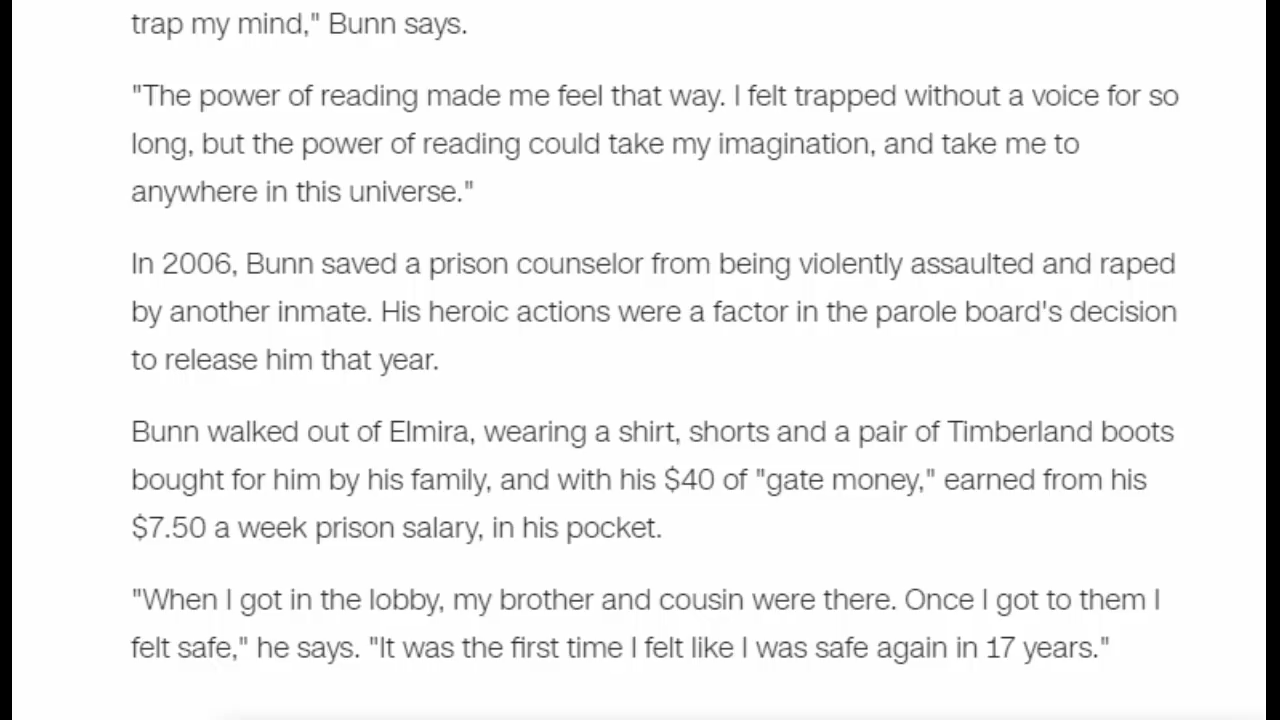 trap my mind," Bunn says.
"The power of reading made me feel that way. I felt trapped without a voice for so
long, but the power of reading could take my imagination, and take me to
anywhere in this universe."
In 2006, Bunn saved a prison counselor from being violently assaulted and raped
by another inmate. His heroic actions were a factor in the parole board's decision
to release him that year.
Bunn walked out of Elmira, wearing a shirt, shorts and a pair of Timberland boots
bought for him by his family, and with his $40 of "gate money," earned from his
$7.50 a week prison salary, in his pocket.
"When I got in the lobby, my brother and cousin were there. Once I got to them I
felt safe," he says. "It was the first time I felt like I was safe again in 17 years."